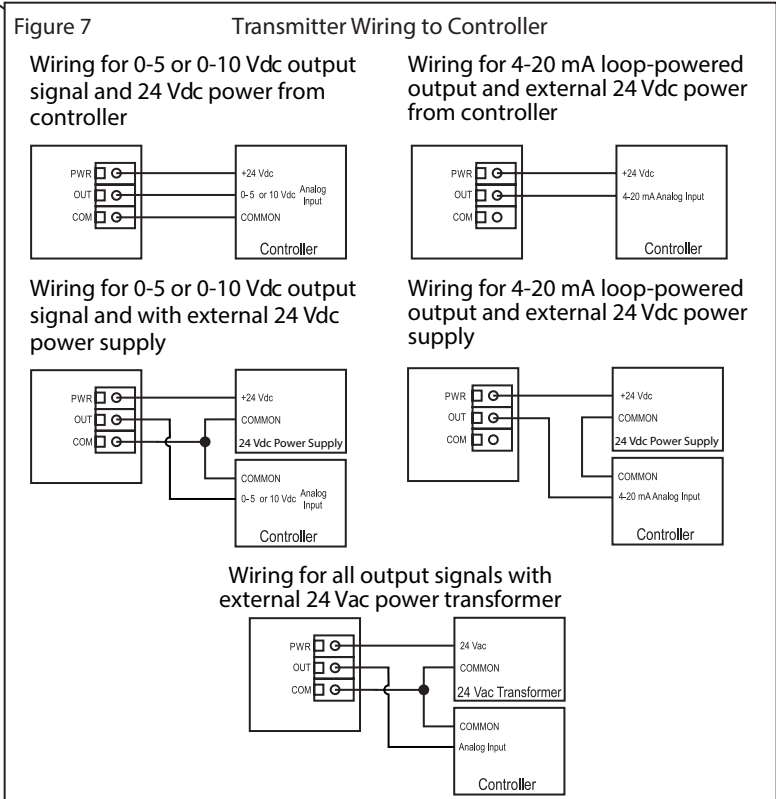 Figure 7
Transmitter Wiring to Controller
Wiring for 0-5 or 0-10 Vdc output
signal and 24 Vdc power from
controller
PWR
OUT
COM
+24 Vdc
0-5 or 10 Vdc Analog
Input
COMMON
Controller
Wiring for 4-20 mA loop-powered
output and external 24 Vdc power
from controller
PWR
OUT
COM
+24 Vdc
4-20 mA Analog Input
Controller
Wiring for 0-5 or 0-10 Vdc output
signal and with external 24 Vdc
power supply
PWR
OUT
COM
+24 Vdc
COMMON
24 Vdc Power Supply
COMMON
0-5 or 10 Vdc Analog
Input
Controller
Wiring for 4-20 mA loop-powered
output and external 24 Vdc power
supply
PWR
OUT
COM
+24 Vdc
COMMON
24 Vdc Power Supply
COMMON
4-20 mA Analog Input
Controller
Wiring for all output signals with
external 24 Vac power transformer
PWR
OUT
COM
24 Vac
COMMON
24 Vac Transformer
COMMON
Analog Input
Controller